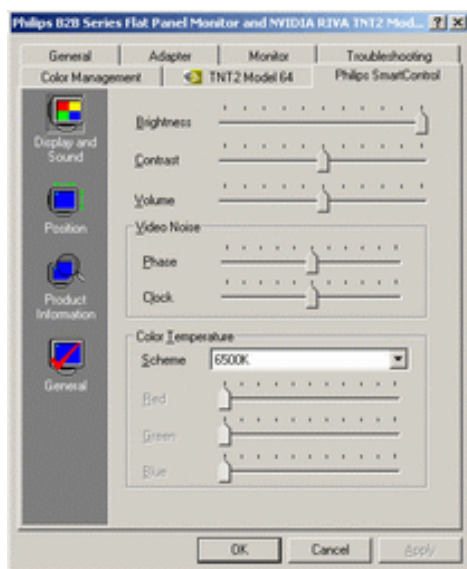 Philips B2B Series Flat Panel Monitor and NVIDIA RIVA TNT2 Mod...
General Adapter Monitor Troubleshooting
Color Management TNT2 Model 64 Philips SmartControl
Display and
Sound
Position
Product
Information
General
Brightness
Contrast
Volume
Video Noise
Phase
Clock
Color Temperature
Scheme 6500K
Red
Green
Blue
OK Cancel Apply